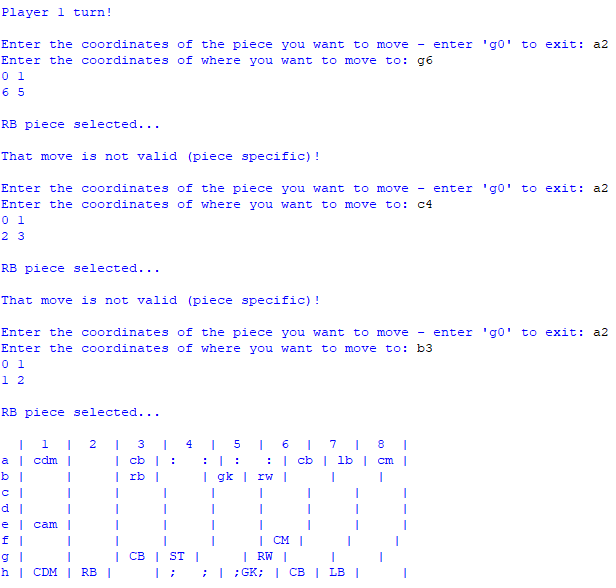 Player 1 turn!
Enter the coordinates of the piece you want to move - enter 'g0' to exit: a2
Enter the coordinates of where you want to move to: g6
0 1
6 5
RB piece selected...
That move is not valid (piece specific)!
Enter the coordinates of the piece you want to move - enter 'g0' to exit: a2
Enter the coordinates of where you want to move to: c4
0 1
2 3
RB piece selected...
That move is not valid (piece specific)!
Enter the coordinates of the piece you want to move - enter 'g0' to exit: a2
Enter the coordinates of where you want to move to: b3
0 1
1 2
RB piece selected...
  |  1  |  2  |  3  |  4  |  5  |  6  |  7  |  8  |
a | cdm |     | cb | :   : | :   : | cb | lb | cm |
b |     |     | rb |     | gk | rw |     |     |
c |     |     |     |     |     |     |     |     |
d |     |     |     |     |     |     |     |     |
e | cam |     |     |     |     |     |     |     |
f |     |     |     |     |     | CM |     |     |
g |     |     | CB | ST |     | RW |     |     |
h | CDM | RB |     | ;   ; | ;GK; | CB | LB |     |